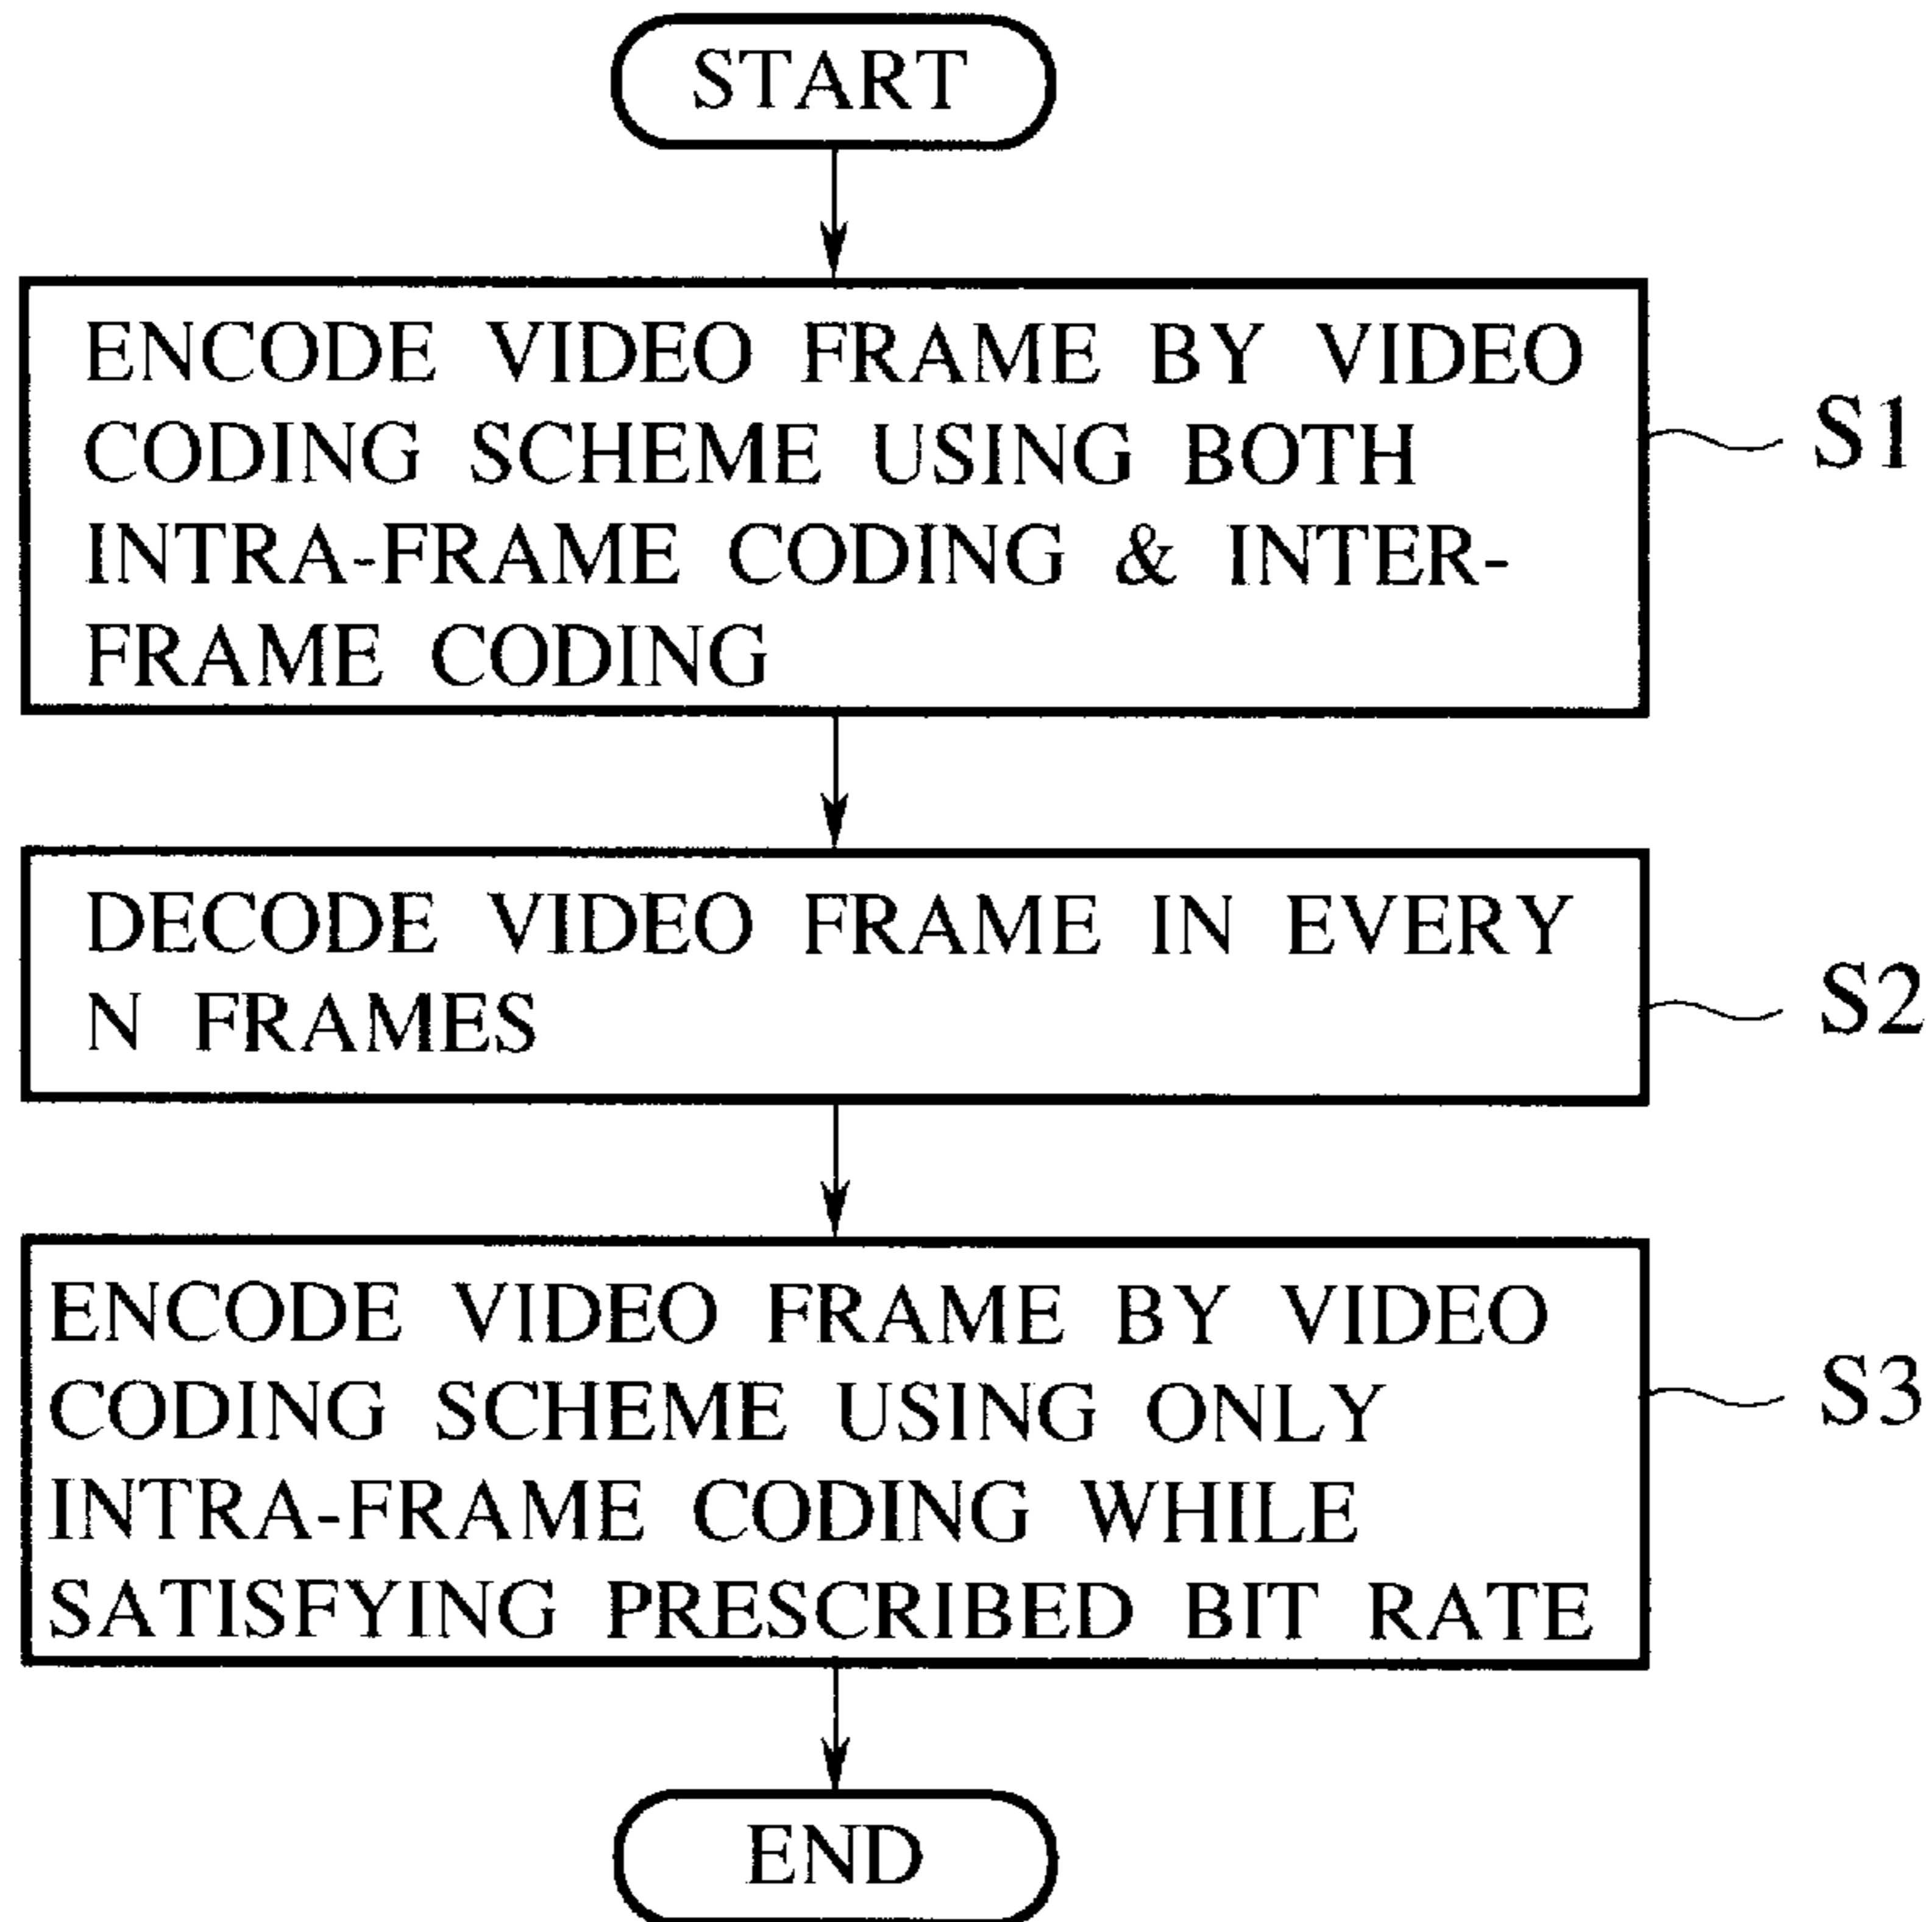 START
ENCODE VIDEO FRAME BY VIDEO
CODING SCHEME USING BOTH
INTRA-FRAME CODING & INTER-
FRAME CODING
S1
DECODE VIDEO FRAME IN EVERY
N FRAMES
S2
ENCODE VIDEO FRAME BY VIDEO
CODING SCHEME USING ONLY
INTRA-FRAME CODING WHILE
SATISFYING PRESCRIBED BIT RATE
S3
END